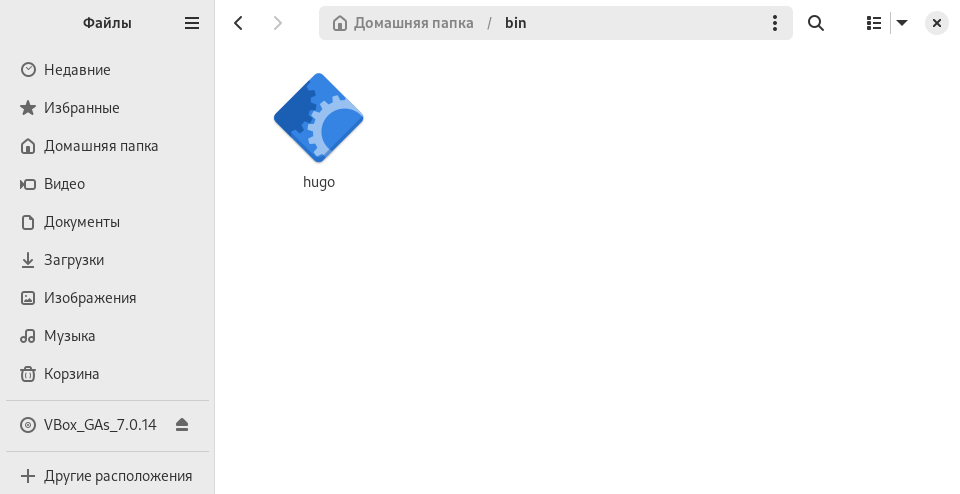 Файлы
Домашняя папка / bin
Недавние
Избранные
Домашняя папка
Видео
Документы
Загрузки
Изображения
Музыка
Корзина
VBox_GAs_7.0.14
Другие расположения
hugo